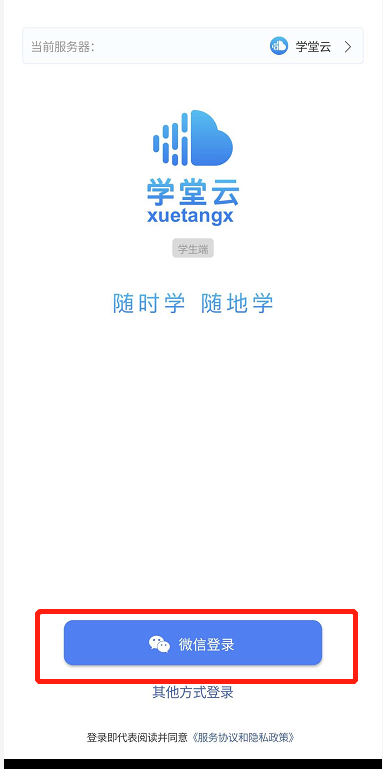 当前服务器： 学堂云
学堂云
xuetangx
学生端
随时学 随地学
微信登录
其他方式登录
登录即代表阅读并同意《服务协议和隐私政策》